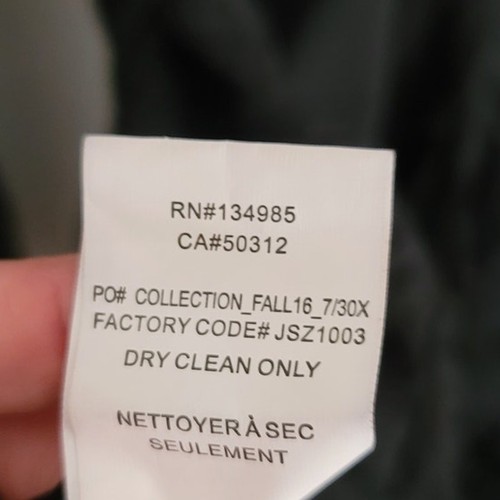 RN#134985
CA#50312
PO# COLLECTION_FALL16_7/30X
FACTORY CODE# JSZ1003
DRY CLEAN ONLY
NETTOYER À SEC
SEULEMENT